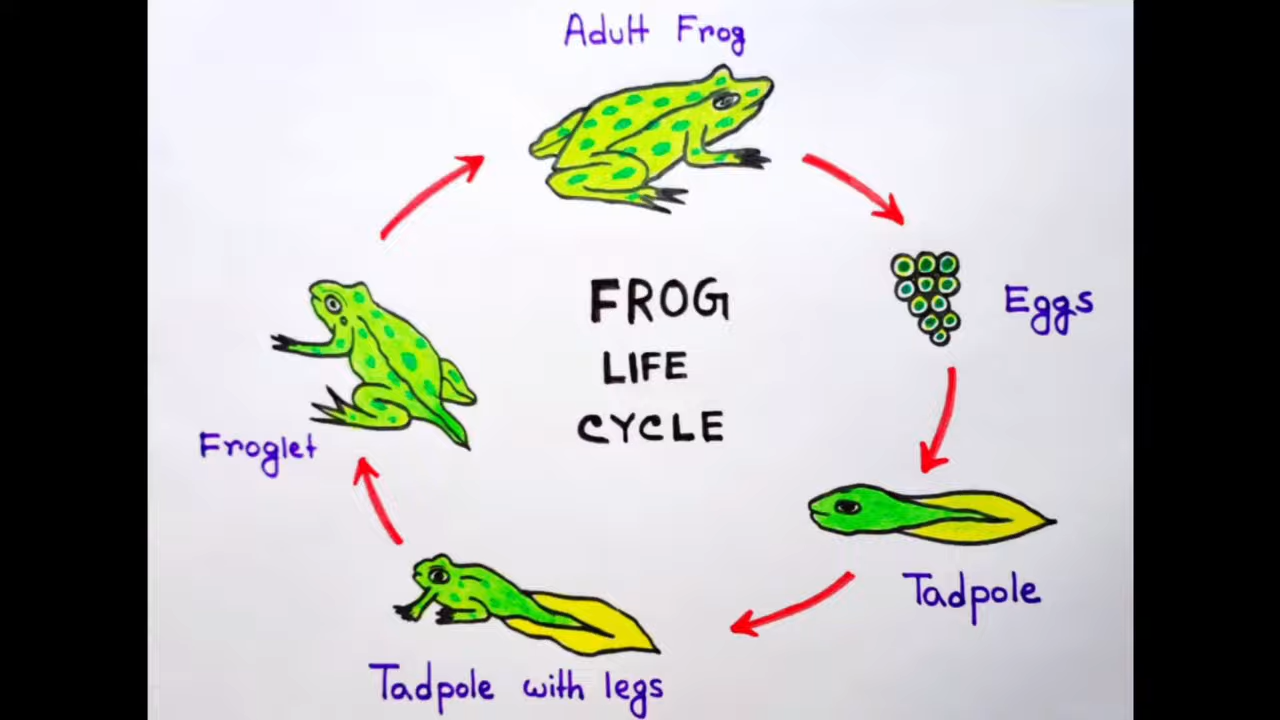 Adult Frog
FROG
LIFE
CYCLE
Eggs
Froglet
Tadpole
Tadpole with legs